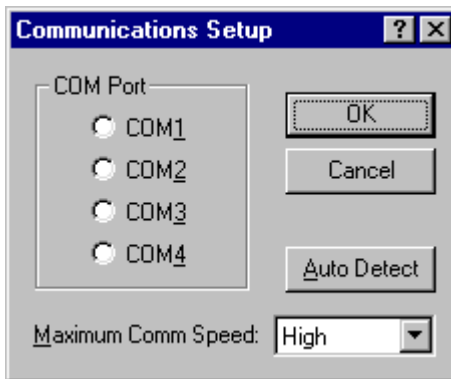 Communications Setup
COM Port
COM1
COM2
COM3
COM4
OK
Cancel
Auto Detect
Maximum Comm Speed: High